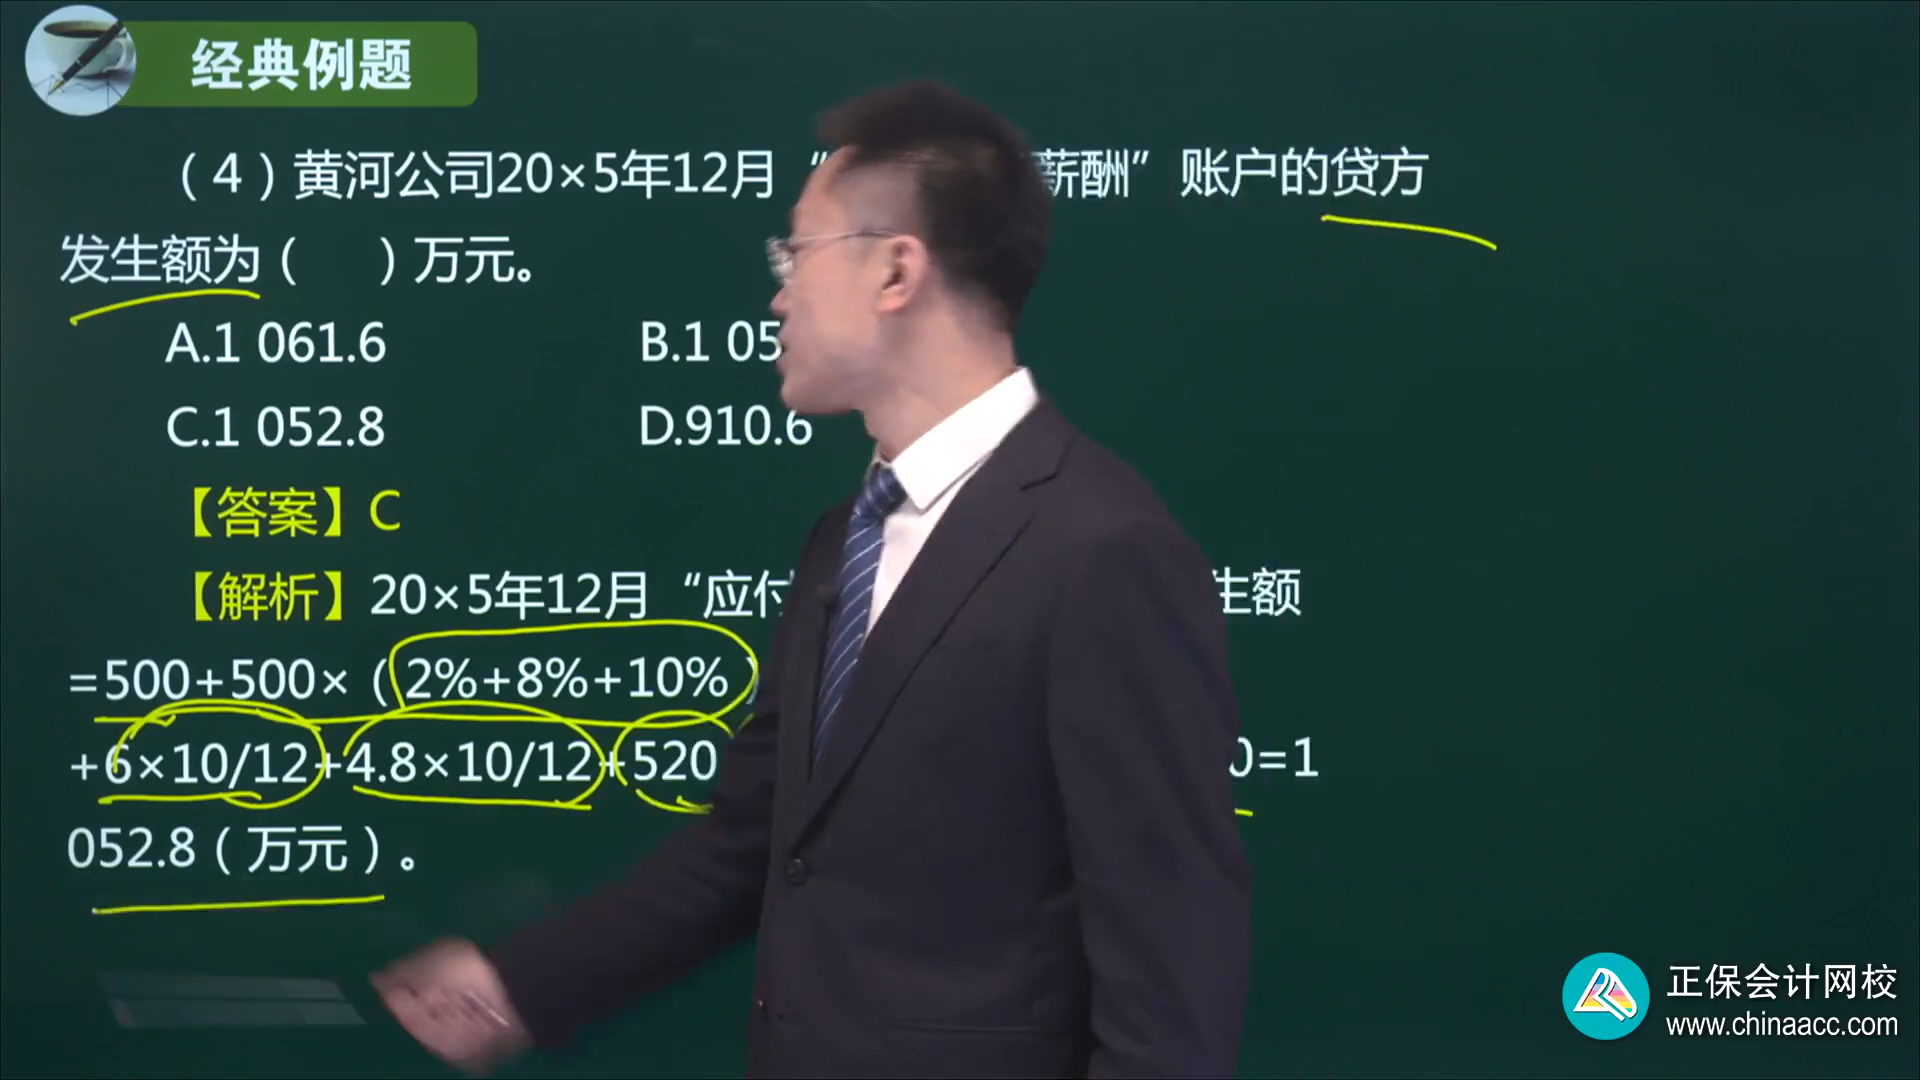 经典例题
（4）黄河公司20×5年12月“ 薪酬”账户的贷方
发生额为（ ）万元。
A.1 061.6 B.1 05
C.1 052.8 D.910.6
【答案】C
【解析】20×5年12月“应付 生额
=500+500×（2%+8%+10%）
+6×10/12+4.8×10/12+520 0=1
052.8（万元）。
正保会计网校
www.chinaacc.com